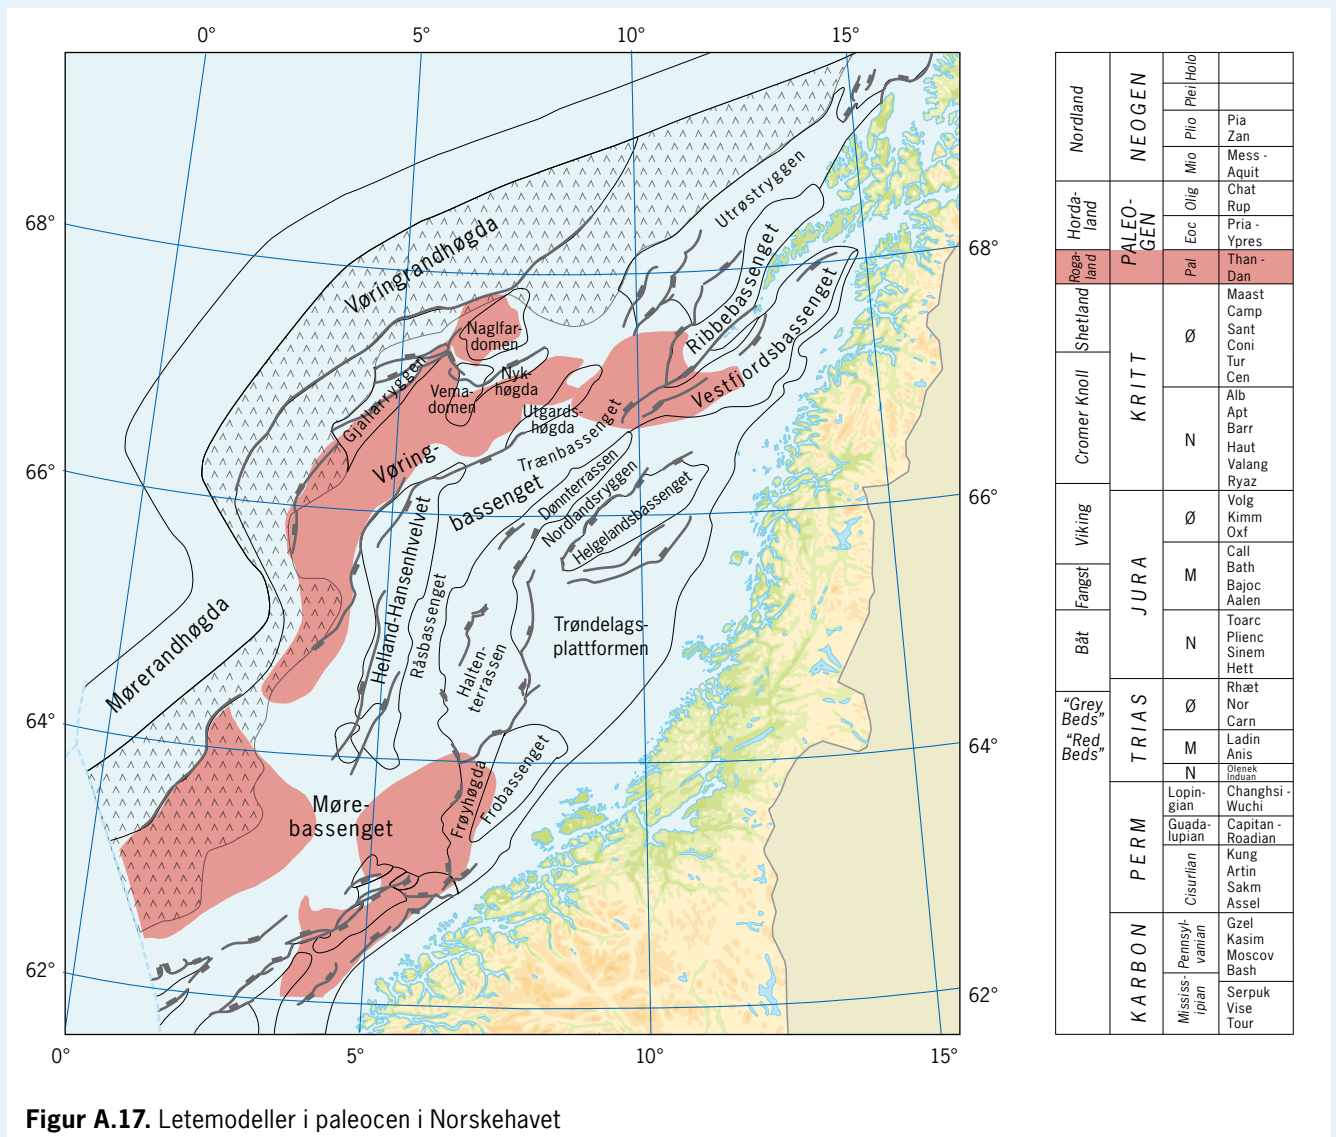 0°
5°
10°
15°
68°
66°
64°
62°
68°
66°
64°
62°
0°
5°
10°
15°
Utrøstryggen
Vøringrandhøgda
Ribbebassenget
Vestfjordsbassenget
Naglfar-
domen
Nyk-
høgda
Vema-
domen
Gjallarryggen
Utgards-
høgda
Vøring-
bassenget
Trænbassenget
Dønnterrassen
Nordlandsryggen
Helgelandsbassenget
Helland-Hansenhvelvet
Råsbassenget
Halten-
terrassen
Trøndelags-
plattformen
Mørerandhøgda
Møre-
bassenget
Frøyhøgda
Frobassenget
Nordland
Horda-
land
Roga-
land
Shetland
Cromer Knoll
Viking
Fangst
Båt
"Grey
Beds"
"Red
Beds"
NEOGEN
PALEO-
GEN
KRITT
JURA
TRIAS
PERM
KARBON
Holo
Plei
Plio
Mio
Olig
Eoc
Pal
Ø
N
Ø
M
N
Ø
M
N
Lopin-
gian
Guada-
lupian
Cisurlian
Pennsyl-
vanian
Mississ-
ipian
Pia
Zan
Mess -
Aquit
Chat
Rup
Pria -
Ypres
Than -
Dan
Maast
Camp
Sant
Coni
Tur
Cen
Alb
Apt
Barr
Haut
Valang
Ryaz
Volg
Kimm
Oxf
Call
Bath
Bajoc
Aalen
Toarc
Plienc
Sinem
Hett
Rhæt
Nor
Carn
Ladin
Anis
Olenek
Induan
Changhsi -
Wuchi
Capitan -
Roadian
Kung
Artin
Sakm
Assel
Gzel
Kasim
Moscov
Bash
Serpuk
Vise
Tour
Figur A.17. Letemodeller i paleocen i Norskehavet